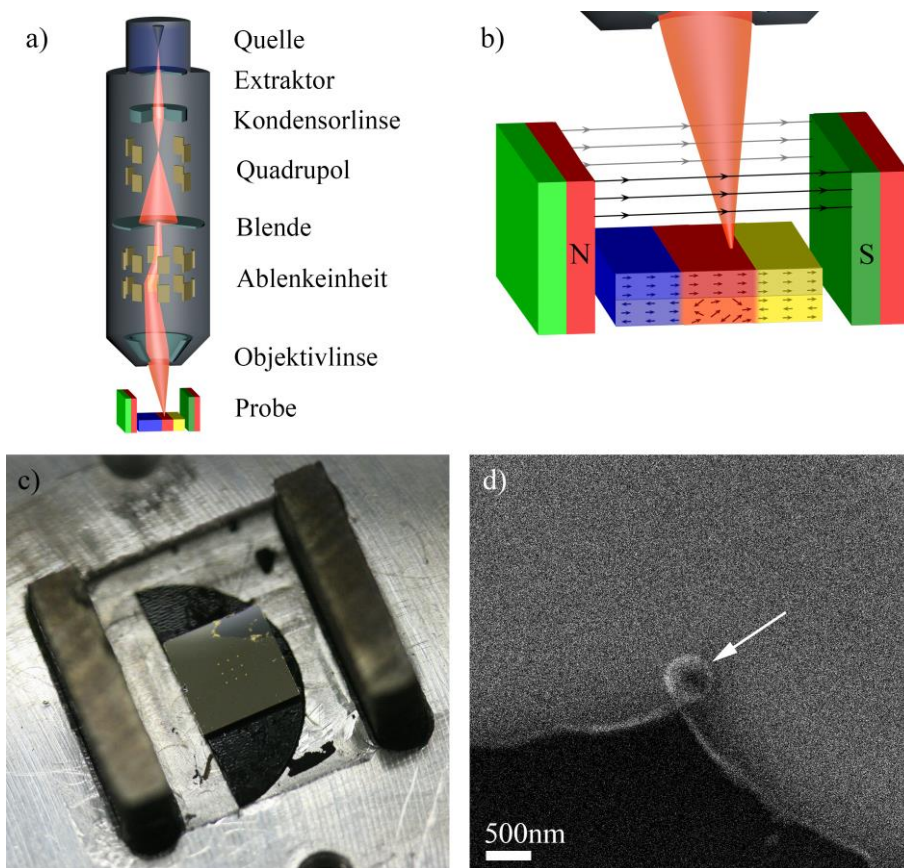 a)
Quelle
Extraktor
Kondensorlinse
Quadrupol
Blende
Ablenkeinheit
Objektivlinse
Probe
b)
N
S
c)
d)
500nm